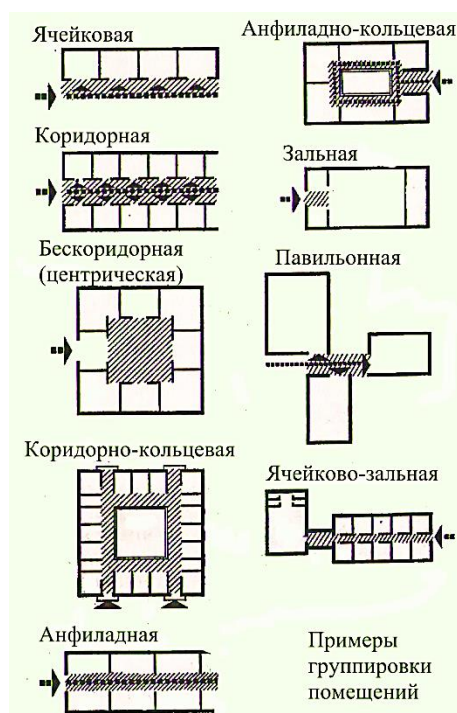 Ячейковая
Коридорная
Бескоридорная
(центрическая)
Коридорно-кольцевая
Анфиладная
Анфиладно-кольцевая
Зальная
Павильонная
Ячейково-зальная
Примеры
группировки
помещений